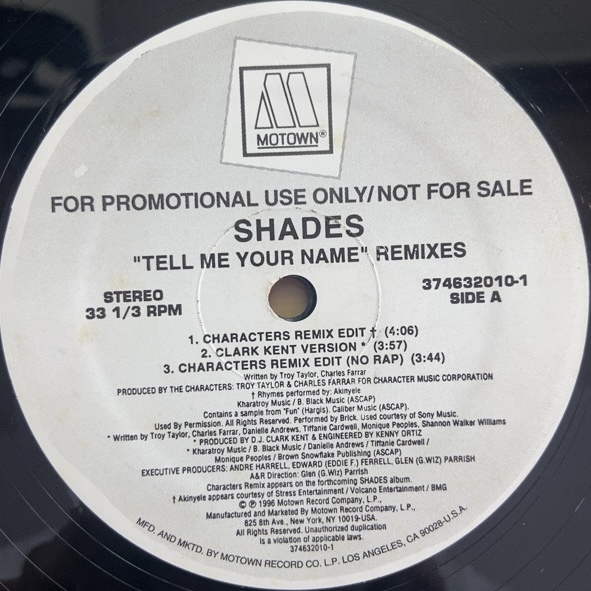 MOTOWN®
FOR PROMOTIONAL USE ONLY/NOT FOR SALE
SHADES
"TELL ME YOUR NAME" REMIXES
STEREO
33 1/3 RPM
374632010-1
SIDE A
1. CHARACTERS REMIX EDIT † (4:06)
2. CLARK KENT VERSION * (3:57)
3. CHARACTERS REMIX EDIT (NO RAP) (3:44)
Written by Troy Taylor, Charles Farrar
PRODUCED BY THE CHARACTERS: TROY TAYLOR & CHARLES FARRAR FOR CHARACTER MUSIC CORPORATION
† Rhymes performed by: Akinyele
Kharatroy Music / B. Black Music (ASCAP)
Contains a sample from "Fun" (Hargis). Caliber Music (ASCAP).
Used By Permission. All Rights Reserved. Performed by Brick. Used courtesy of Sony Music.
* Written by Troy Taylor, Charles Farrar, Danielle Andrews, Tiffanie Cardwell, Monique Peoples, Shannon Walker Williams
* PRODUCED BY D.J. CLARK KENT & ENGINEERED BY KENNY ORTIZ
* Kharatroy Music / B. Black Music / Danielle Andrews / Tiffanie Cardwell /
Monique Peoples / Brown Snowflake Publishing (ASCAP)
EXECUTIVE PRODUCERS: ANDRE HARRELL, EDWARD (EDDIE F.) FERRELL, GLEN (G.WIZ) PARRISH
A&R Direction: Glen (G.Wiz) Parrish
Characters Remix appears on the forthcoming SHADES album.
† Akinyele appears courtesy of Stress Entertainment / Volcano Entertainment / BMG
© ℗ 1996 Motown Record Company, L.P.,
Manufactured and Marketed By Motown Record Company, L.P.,
825 8th Ave., New York, NY 10019-USA.
All Rights Reserved. Unauthorized duplication
is a violation of applicable laws.
374632010-1
MFD. AND MKTD. BY MOTOWN RECORD CO. L.P. LOS ANGELES, CA 90028-U.S.A.